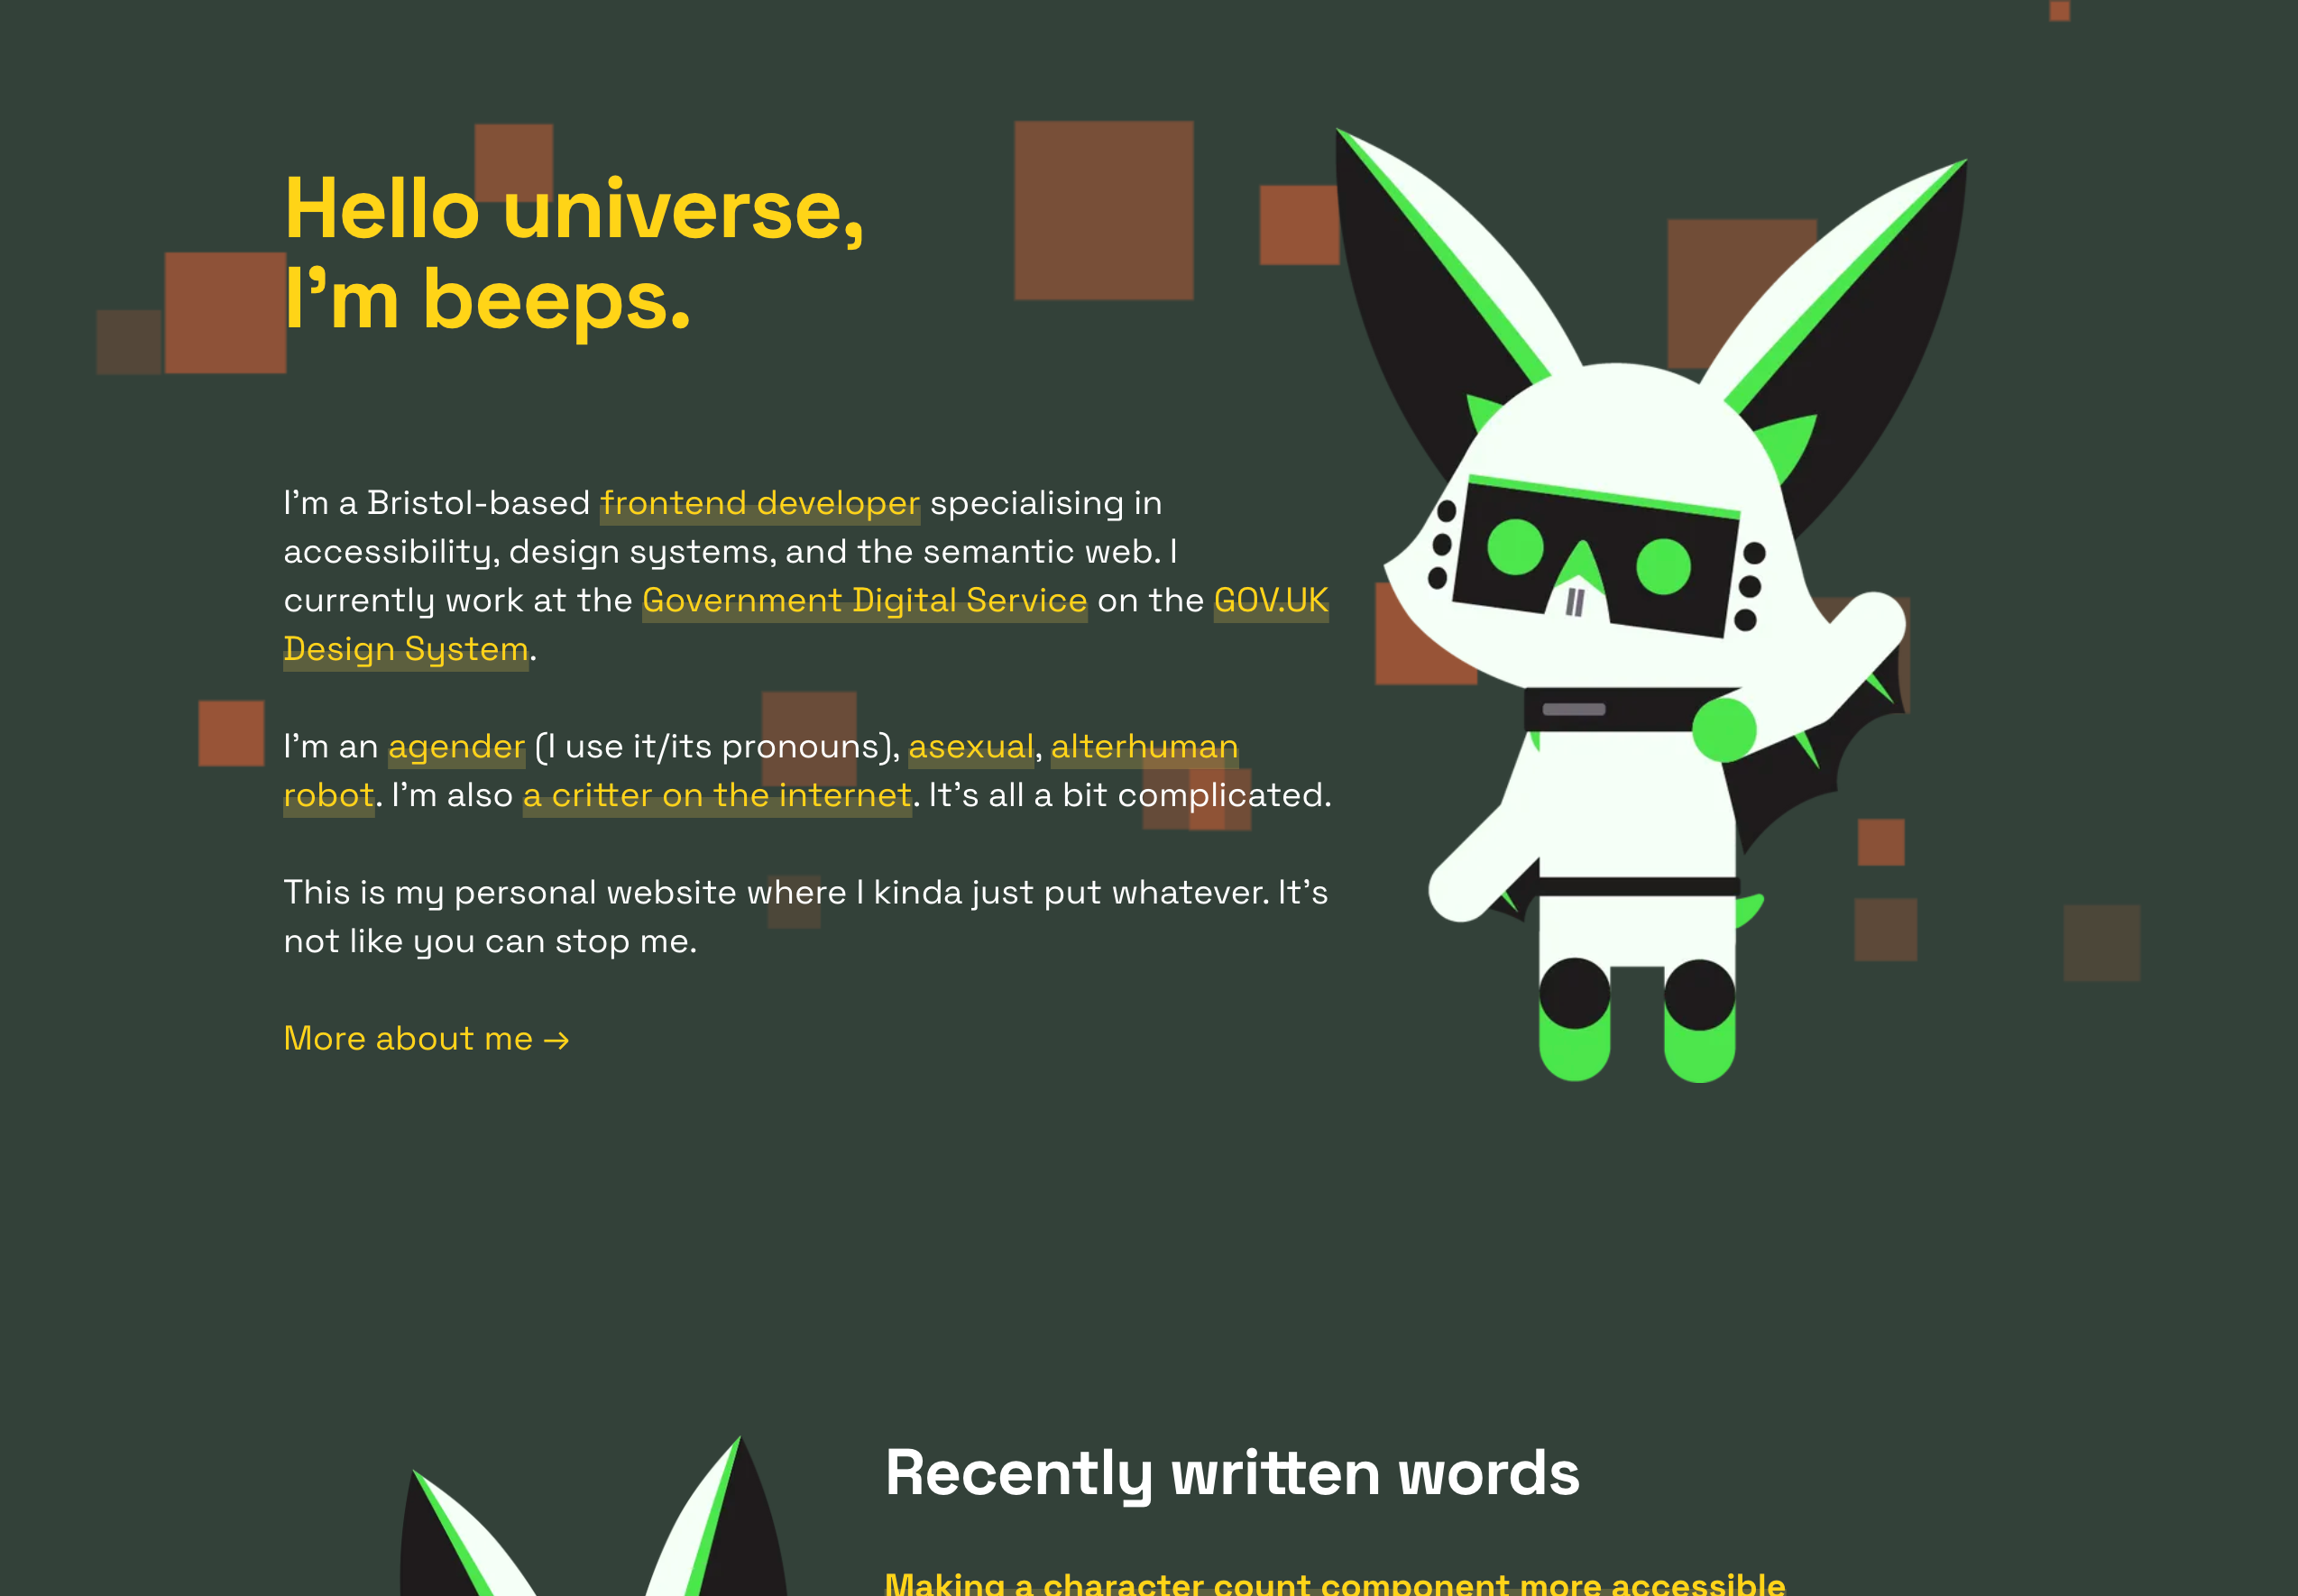 Hello universe,
I’m beeps.
I’m a Bristol-based frontend developer specialising in
accessibility, design systems, and the semantic web. I
currently work at the Government Digital Service on the GOV.UK
Design System.
I’m an agender (I use it/its pronouns), asexual, alterhuman
robot. I’m also a critter on the internet. It’s all a bit complicated.
This is my personal website where I kinda just put whatever. It’s
not like you can stop me.
More about me →
Recently written words
Making a character count component more accessible